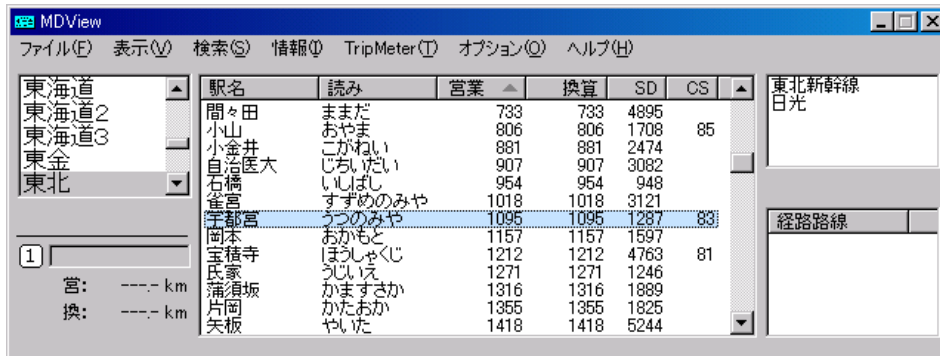 MDView
ファイル(F) 表示(V) 検索(S) 情報(I) TripMeter(T) オプション(O) ヘルプ(H)
東海道
東海道2
東海道3
東金
東北
1
営: ---.- km
換: ---.- km
駅名 読み 営業 換算 SD CS
間々田 ままだ 733 733 4895
小山 おやま 806 806 1708 85
小金井 こがねい 881 881 2474
自治医大 じちいだい 907 907 3082
石橋 いしばし 954 954 948
雀宮 すずめのみや 1018 1018 3121
宇都宮 うつのみや 1095 1095 1287 83
岡本 おかもと 1157 1157 1597
宝積寺 ほうしゃくじ 1212 1212 4763 81
氏家 うじいえ 1271 1271 1246
蒲須坂 かますさか 1316 1316 1889
片岡 かたおか 1355 1355 1825
矢板 やいた 1418 1418 5244
東北新幹線
日光
経路路線